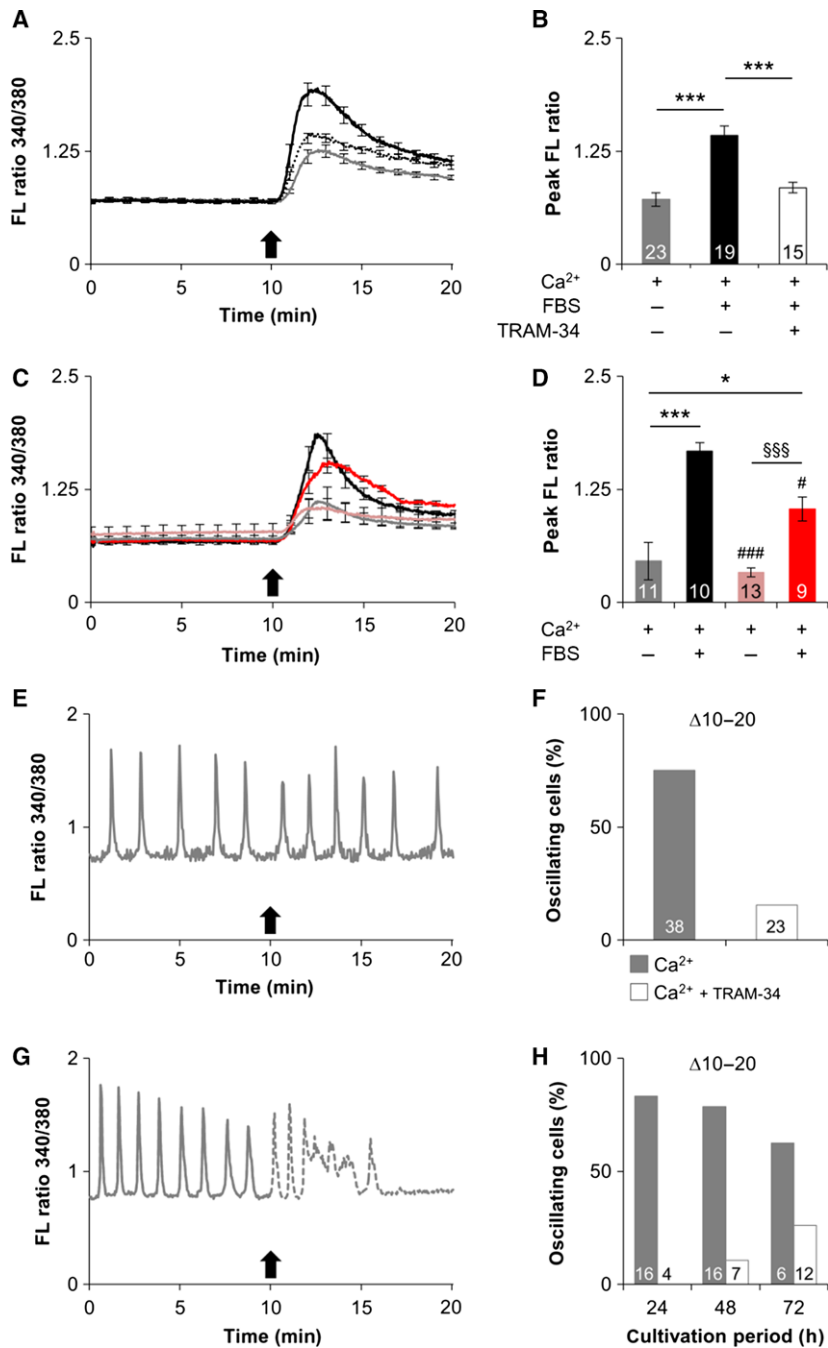 A
2.5
1.25
0
FL ratio 340/380
0 5 10 15 20
Time (min)
B
2.5
1.25
0
Peak FL ratio
*** ***
23 19 15
Ca²⁺ + + +
FBS – + +
TRAM-34 – – +
C
2.5
1.25
0
FL ratio 340/380
0 5 10 15 20
Time (min)
D
2.5
1.25
0
Peak FL ratio
*
*** §§§
### #
11 10 13 9
Ca²⁺ + + + +
FBS – + – +
E
2
1
0
FL ratio 340/380
0 5 10 15 20
Time (min)
F
100
50
0
Oscillating cells (%)
Δ10–20
38 23
Ca²⁺
Ca²⁺ + TRAM-34
G
2
1
0
FL ratio 340/380
0 5 10 15 20
Time (min)
H
100
50
0
Oscillating cells (%)
Δ10–20
16 4 16 7 6 12
24 48 72
Cultivation period (h)